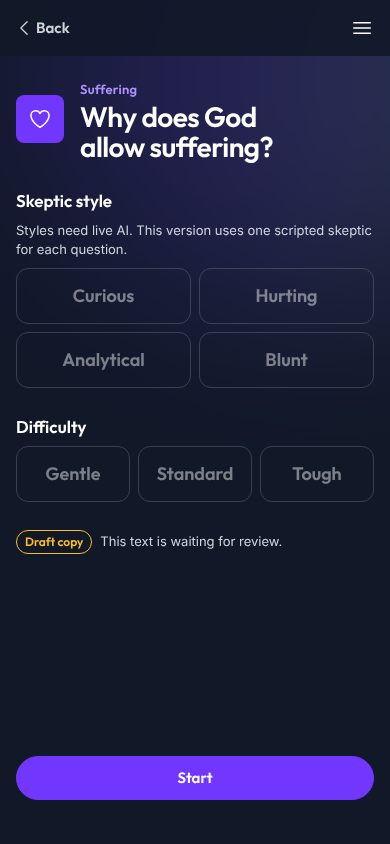 Back
Suffering
Why does God
allow suffering?
Skeptic style
Styles need live AI. This version uses one scripted skeptic
for each question.
Curious
Hurting
Analytical
Blunt
Difficulty
Gentle
Standard
Tough
Draft copy
This text is waiting for review.
Start